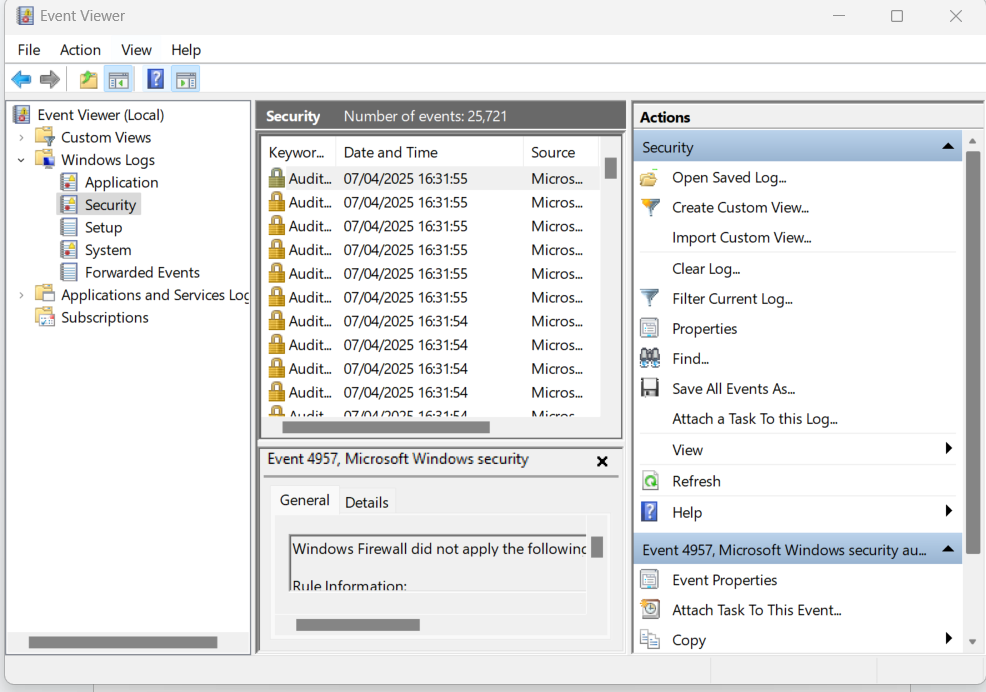 Event Viewer
File Action View Help
Event Viewer (Local)
Custom Views
Windows Logs
Application
Security
Setup
System
Forwarded Events
Applications and Services Log
Subscriptions
Security Number of events: 25,721
Keywor... Date and Time Source
Audit... 07/04/2025 16:31:55 Micros...
Audit... 07/04/2025 16:31:55 Micros...
Audit... 07/04/2025 16:31:55 Micros...
Audit... 07/04/2025 16:31:55 Micros...
Audit... 07/04/2025 16:31:55 Micros...
Audit... 07/04/2025 16:31:55 Micros...
Audit... 07/04/2025 16:31:54 Micros...
Audit... 07/04/2025 16:31:54 Micros...
Audit... 07/04/2025 16:31:54 Micros...
Audit... 07/04/2025 16:31:54 Micros...
Audit... 07/04/2025 16:31:54 Micros...
Event 4957, Microsoft Windows security
General Details
Windows Firewall did not apply the following
Rule Information:
Actions
Security
Open Saved Log...
Create Custom View...
Import Custom View...
Clear Log...
Filter Current Log...
Properties
Find...
Save All Events As...
Attach a Task To this Log...
View
Refresh
Help
Event 4957, Microsoft Windows security au...
Event Properties
Attach Task To This Event...
Copy